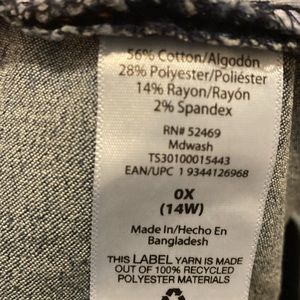 56% Cotton/Algodón
28% Polyester/Poliéster
14% Rayon/Rayón
2% Spandex
RN# 52469
Mdwash
TS30100015443
EAN/UPC 1 9344126968
0X
(14W)
Made In/Hecho En
Bangladesh
THIS LABEL YARN IS MADE
OUT OF 100% RECYCLED
POLYESTER MATERIALS